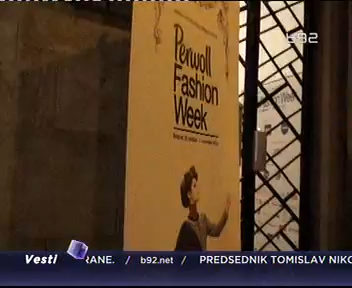 b92
Perwoll
Fashion
Week
Vesti RANE. / b92.net / PREDSEDNIK TOMISLAV NIKO